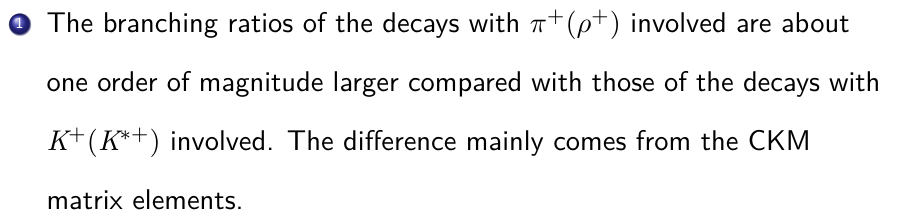 1 The branching ratios of the decays with π⁺(ρ⁺) involved are about
one order of magnitude larger compared with those of the decays with
K⁺(K*⁺) involved. The difference mainly comes from the CKM
matrix elements.